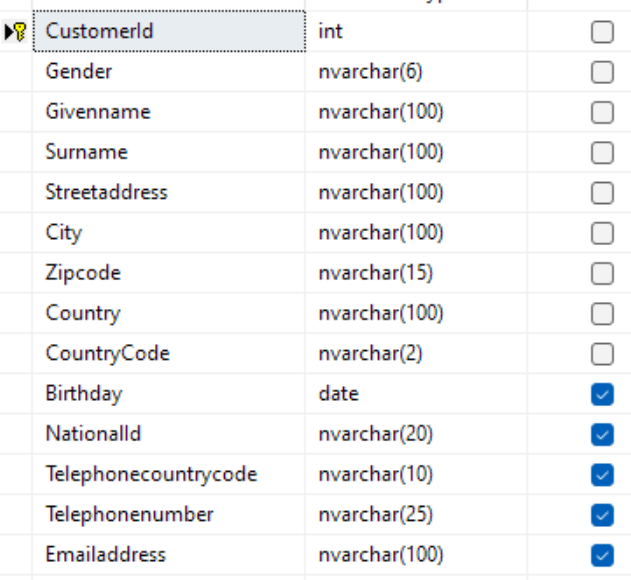 CustomerId int
Gender nvarchar(6)
Givenname nvarchar(100)
Surname nvarchar(100)
Streetaddress nvarchar(100)
City nvarchar(100)
Zipcode nvarchar(15)
Country nvarchar(100)
CountryCode nvarchar(2)
Birthday date
NationalId nvarchar(20)
Telephonecountrycode nvarchar(10)
Telephonenumber nvarchar(25)
Emailaddress nvarchar(100)